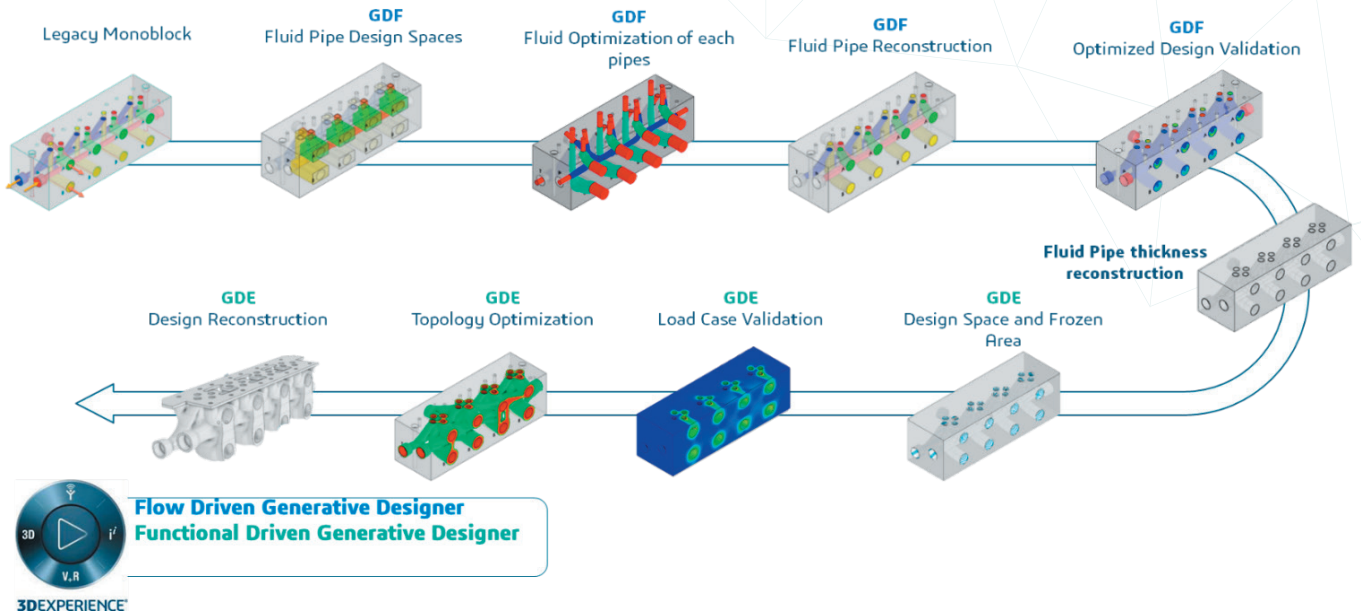 Legacy Monoblock
GDF
Fluid Pipe Design Spaces
GDF
Fluid Optimization of each
pipes
GDF
Fluid Pipe Reconstruction
GDF
Optimized Design Validation
Fluid Pipe thickness
reconstruction
GDE
Design Reconstruction
GDE
Topology Optimization
GDE
Load Case Validation
GDE
Design Space and Frozen
Area
Flow Driven Generative Designer
Functional Driven Generative Designer
3D
i
V,R
3DEXPERIENCE